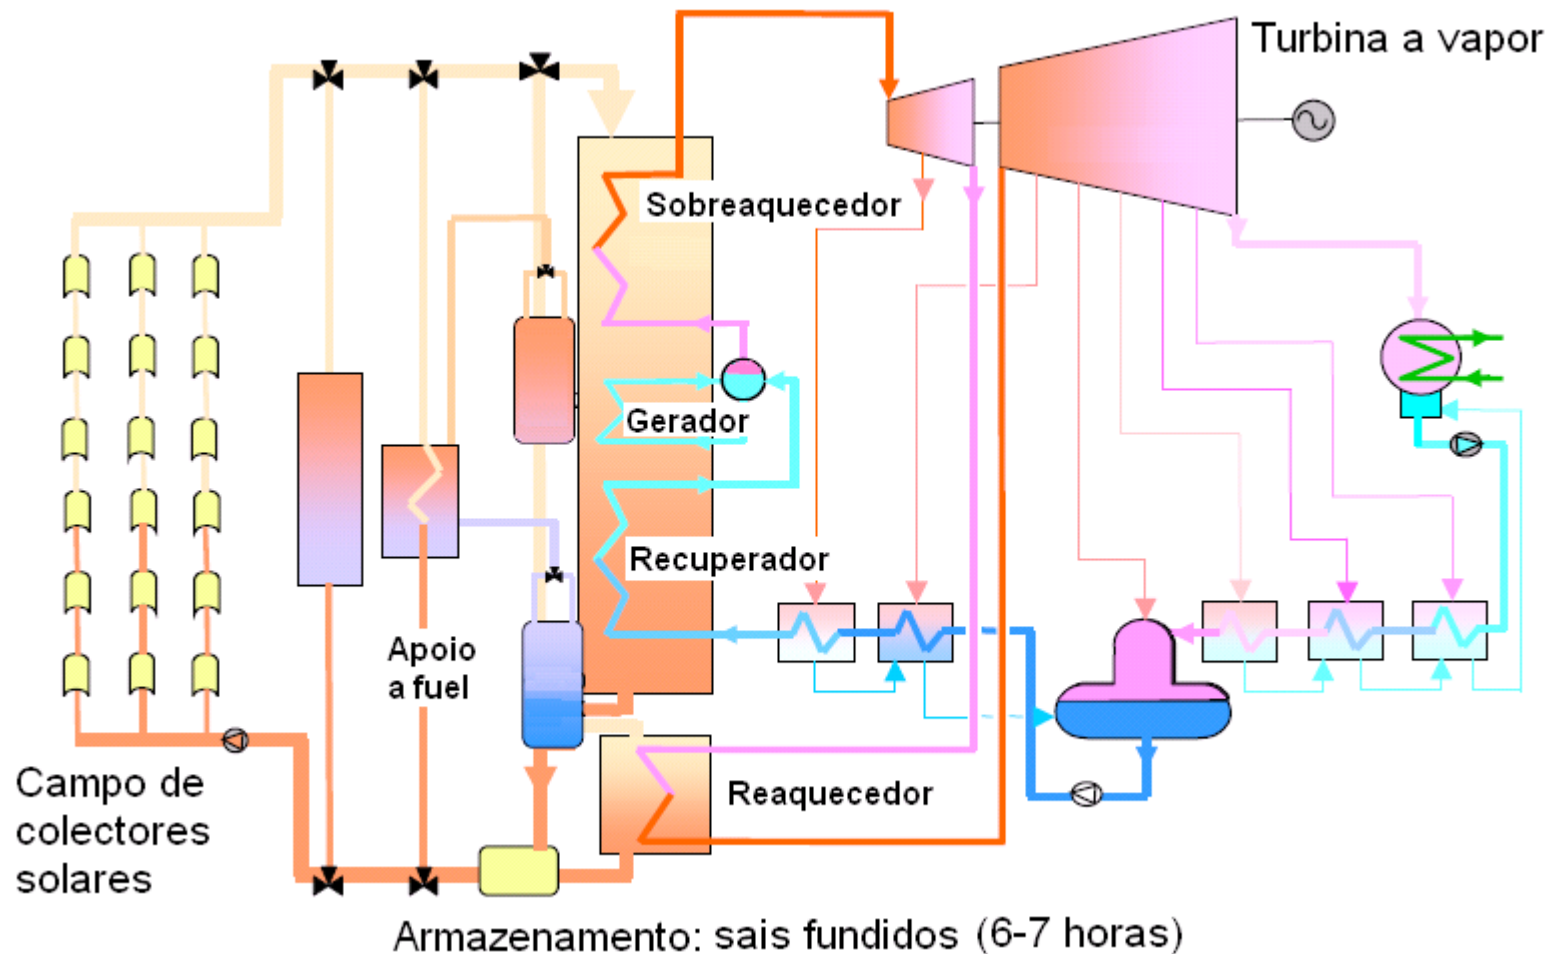 Turbina a vapor
Sobreaquecedor
Gerador
Recuperador
Apoio
a fuel
Reaquecedor
Campo de
colectores
solares
Armazenamento: sais fundidos (6-7 horas)